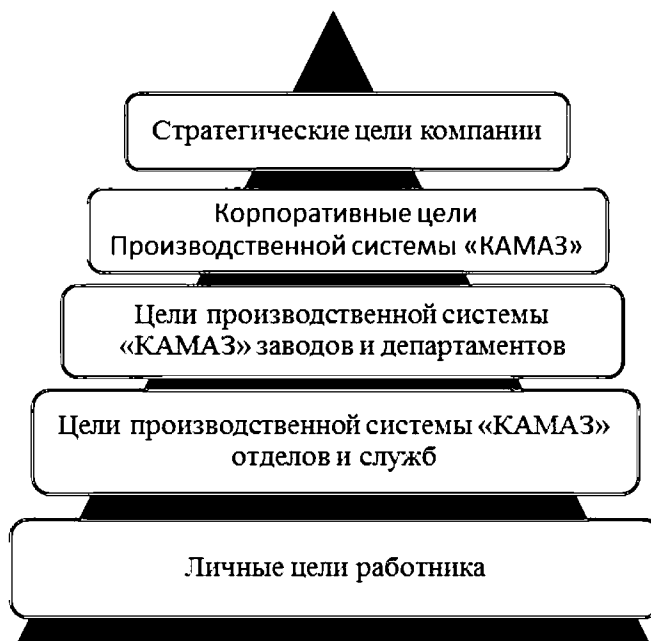 Стратегические цели компании
Корпоративные цели
Производственной системы «КАМАЗ»
Цели производственной системы
«КАМАЗ» заводов и департаментов
Цели производственной системы «КАМАЗ»
отделов и служб
Личные цели работника